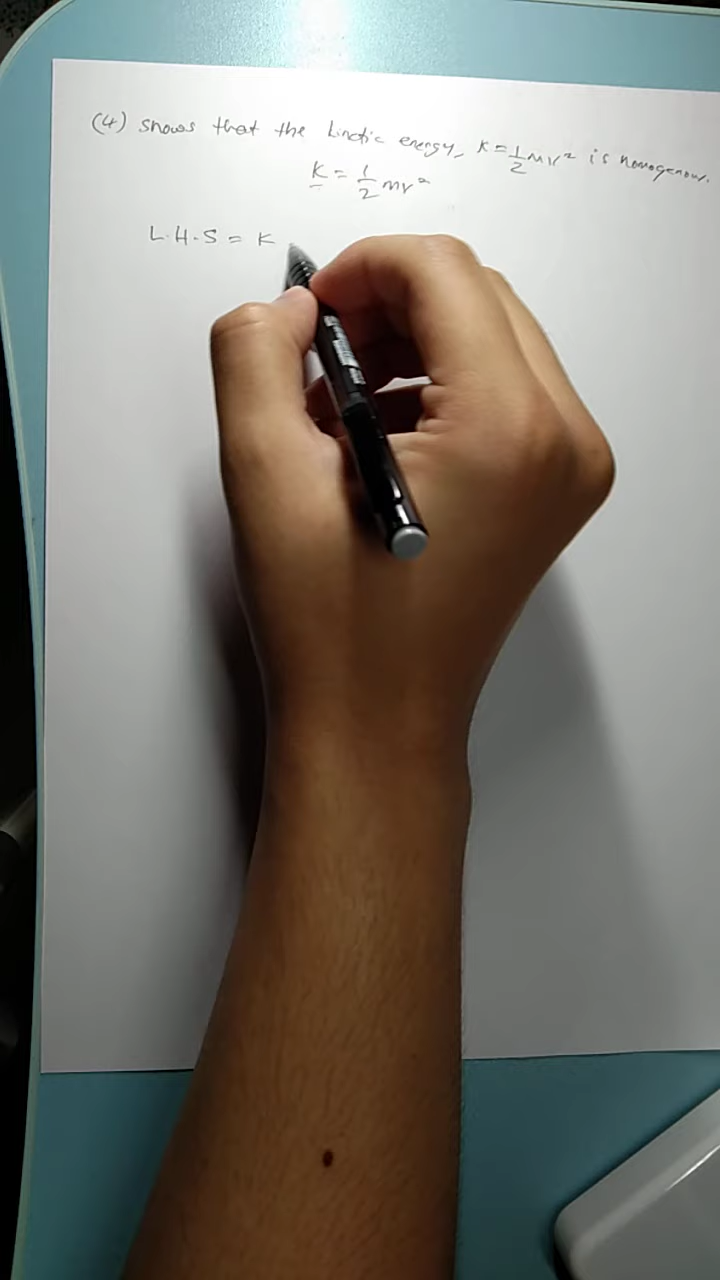 (4) shows that the kinetic energy, K = 1/2 mv² is homogenous.
K = 1/2 mv²
L.H.S = K